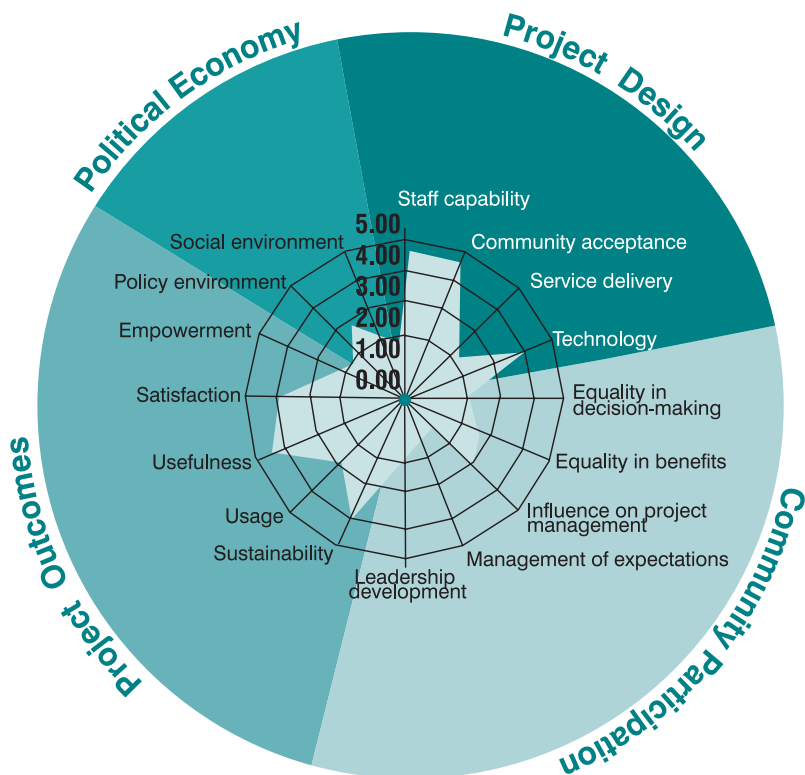 Political Economy
Project Design
Staff capability
5.00
Social environment
Community acceptance
4.00
Policy environment
Service delivery
3.00
Empowerment
2.00
Technology
1.00
0.00
Satisfaction
Equality in
decision-making
Usefulness
Equality in benefits
Usage
Influence on project
management
Sustainability
Management of expectations
Leadership
development
Project Outcomes
Community Participation